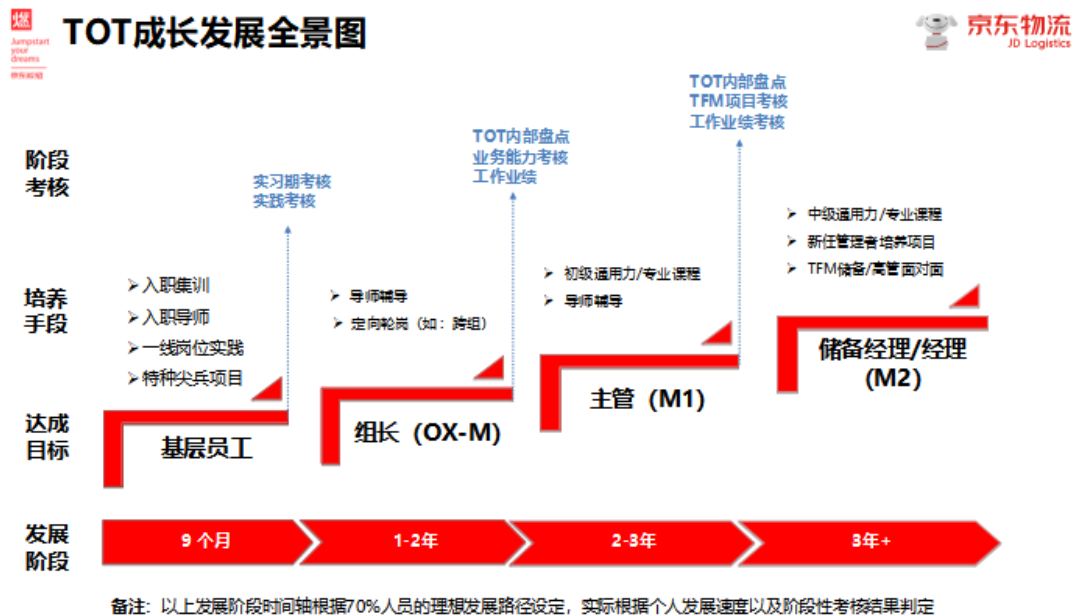 燃
Jumpstart
your
dreams
TOT成长发展全景图
京东物流
JD Logistics
阶段
考核
实习期考核
实践考核
TOT内部盘点
业务能力考核
工作业绩
TOT内部盘点
TFM项目考核
工作业绩考核
培养
手段
➢入职集训
➢入职导师
➢一线岗位实践
➢特种尖兵项目
➢ 导师辅导
➢ 定向轮岗（如：跨组）
➢ 初级通用力/专业课程
➢ 导师辅导
➢ 中级通用力/专业课程
➢ 新任管理者培养项目
➢ TFM储备/高管面对面
达成
目标
基层员工
组长（OX-M)
主管（M1)
储备经理/经理
(M2)
发展
阶段
9 个月
1-2年
2-3年
3年+
备注：以上发展阶段时间轴根据70%人员的理想发展路径设定，实际根据个人发展速度以及阶段性考核结果判定